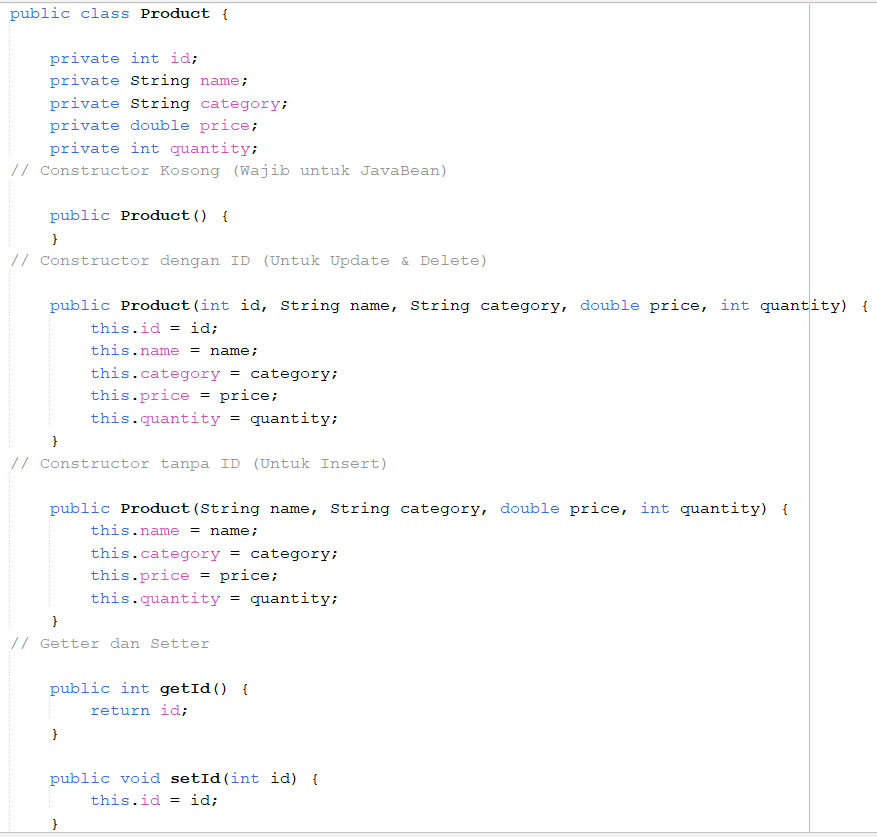 public class Product {
private int id;
private String name;
private String category;
private double price;
private int quantity;
// Constructor Kosong (Wajib untuk JavaBean)
public Product() {
}
// Constructor dengan ID (Untuk Update & Delete)
public Product(int id, String name, String category, double price, int quantity) {
this.id = id;
this.name = name;
this.category = category;
this.price = price;
this.quantity = quantity;
}
// Constructor tanpa ID (Untuk Insert)
public Product(String name, String category, double price, int quantity) {
this.name = name;
this.category = category;
this.price = price;
this.quantity = quantity;
}
// Getter dan Setter
public int getId() {
return id;
}
public void setId(int id) {
this.id = id;
}